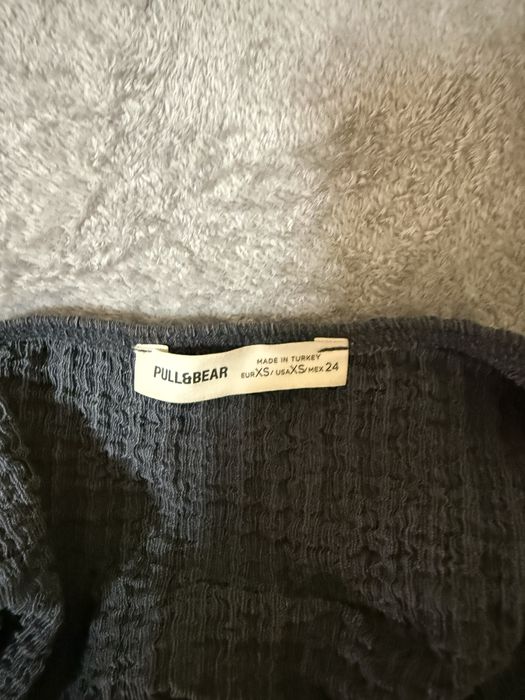 PULL&BEAR
MADE IN TURKEY
EUR XS/ USA XS/ MEX 24